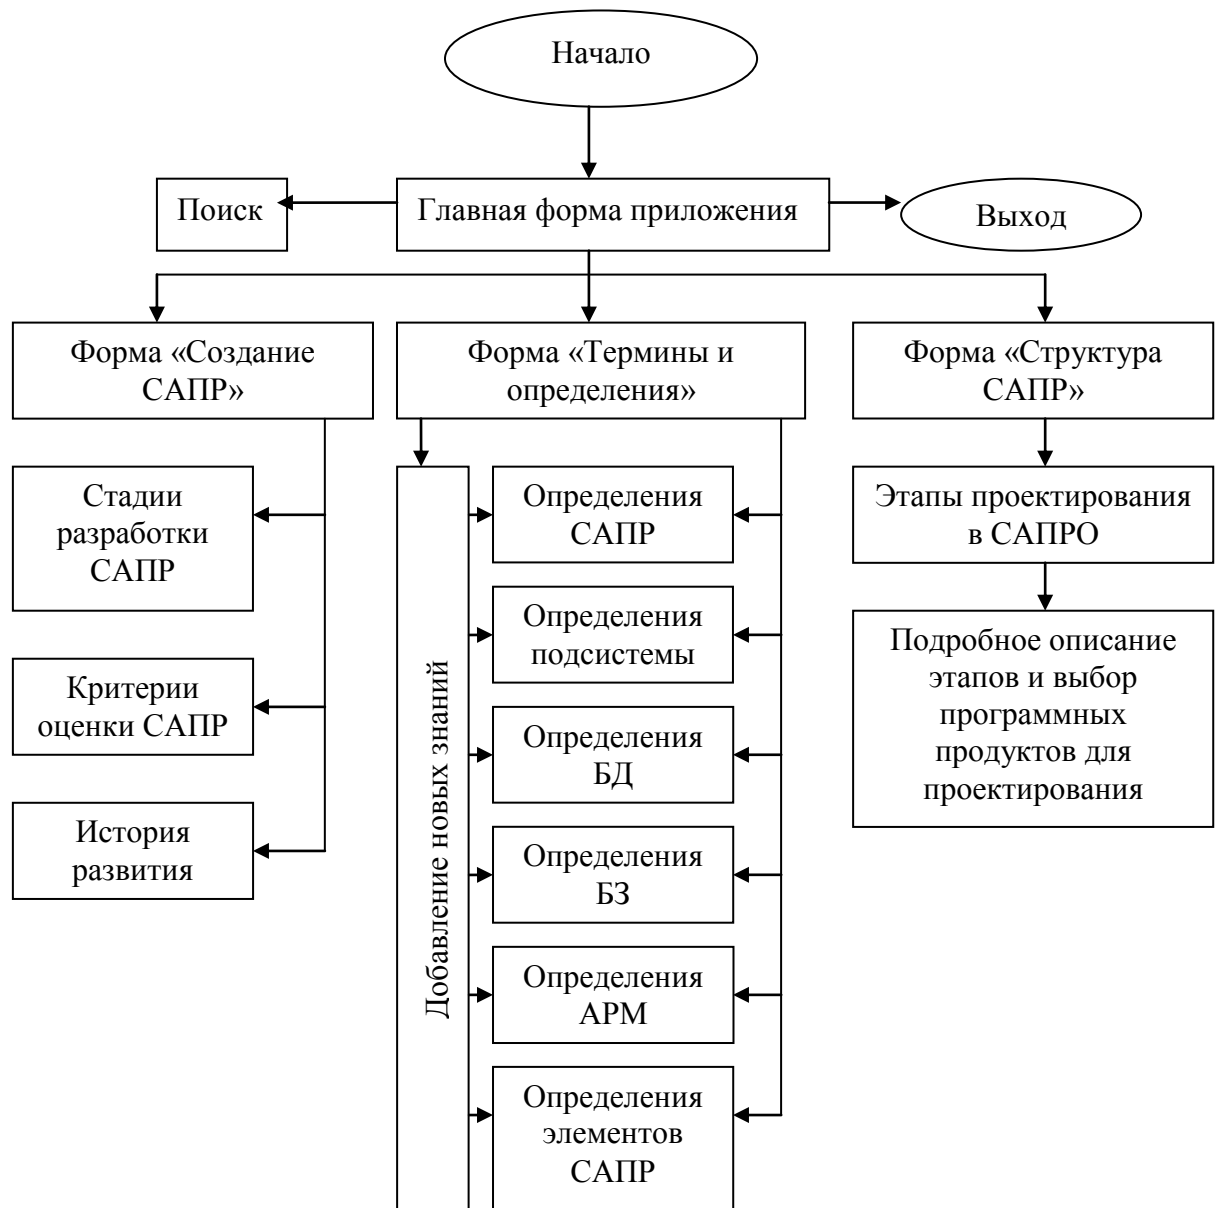 Начало
Поиск
Главная форма приложения
Выход
Форма «Создание
САПР»
Форма «Термины и
определения»
Форма «Структура
САПР»
Стадии
разработки
САПР
Критерии
оценки САПР
История
развития
Добавление новых знаний
Определения
САПР
Определения
подсистемы
Определения
БД
Определения
БЗ
Определения
АРМ
Определения
элементов
САПР
Этапы проектирования
в САПРО
Подробное описание
этапов и выбор
программных
продуктов для
проектирования